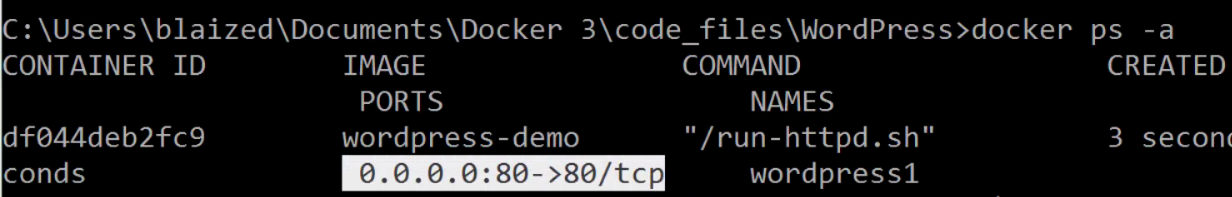 C:\Users\blaized\Documents\Docker 3\code_files\WordPress>docker ps -a
CONTAINER ID IMAGE COMMAND CREATED
PORTS NAMES
df044deb2fc9 wordpress-demo "/run-httpd.sh" 3 second
conds 0.0.0.0:80->80/tcp wordpress1